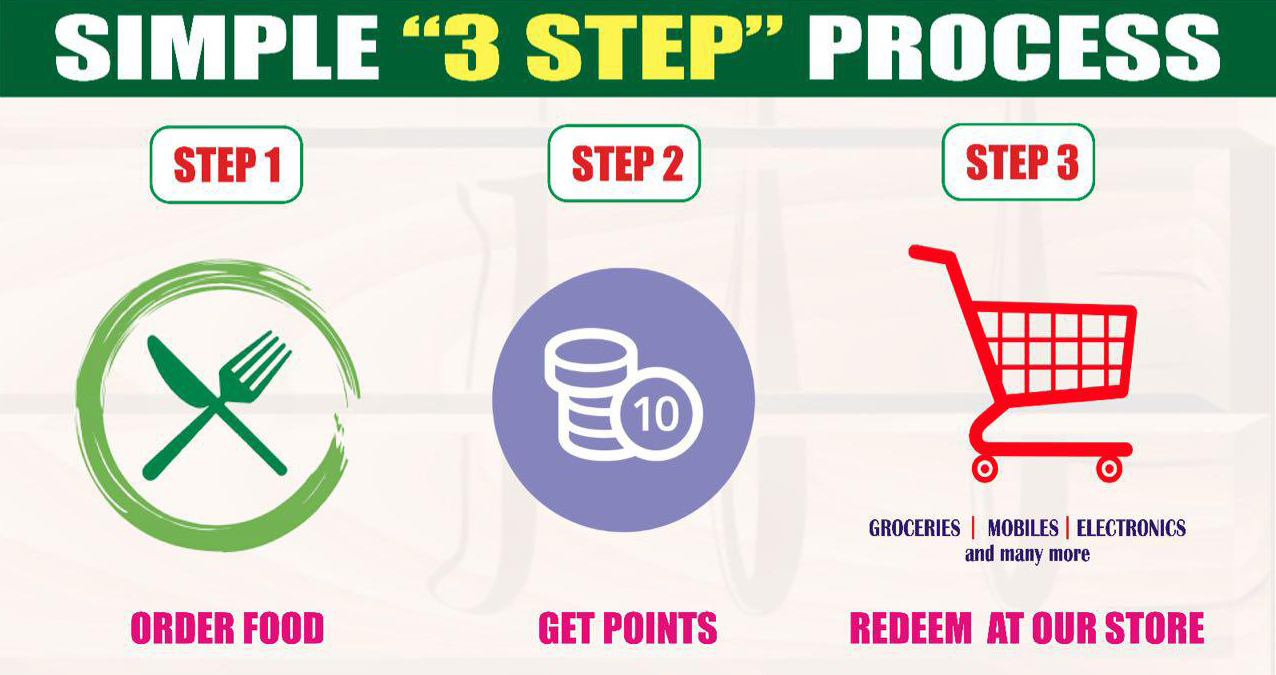 SIMPLE “3 STEP” PROCESS
STEP 1
STEP 2
STEP 3
10
GROCERIES | MOBILES | ELECTRONICS
and many more
ORDER FOOD
GET POINTS
REDEEM AT OUR STORE